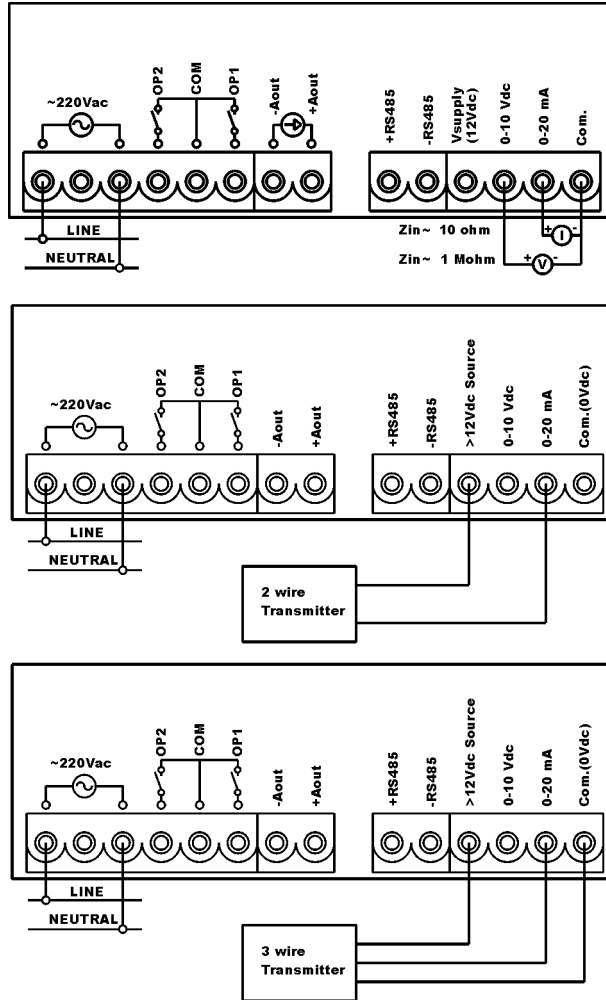 ~220Vac
OP2
COM
OP1
-Aout
+Aout
+RS485
-RS485
Vsupply
(12Vdc)
0-10 Vdc
0-20 mA
Com.
LINE
NEUTRAL
Zin~ 10 ohm
+ I -
Zin~ 1 Mohm
+ V -
~220Vac
OP2
COM
OP1
-Aout
+Aout
+RS485
-RS485
>12Vdc Source
0-10 Vdc
0-20 mA
Com.(0Vdc)
LINE
NEUTRAL
2 wire
Transmitter
~220Vac
OP2
COM
OP1
-Aout
+Aout
+RS485
-RS485
>12Vdc Source
0-10 Vdc
0-20 mA
Com.(0Vdc)
LINE
NEUTRAL
3 wire
Transmitter